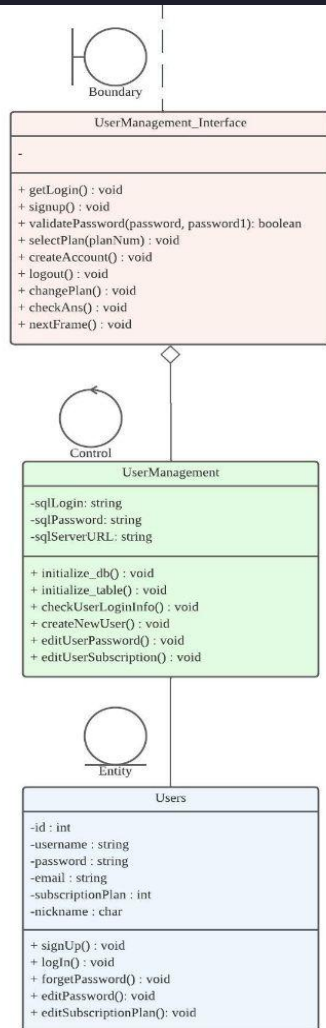 Boundary
UserManagement_Interface
-
+ getLogin() : void
+ signup() : void
+ validatePassword(password, password1): boolean
+ selectPlan(planNum) : void
+ createAccount() : void
+ logout() : void
+ changePlan() : void
+ checkAns() : void
+ nextFrame() : void
Control
UserManagement
-sqlLogin: string
-sqlPassword: string
-sqlServerURL: string
+ initialize_db() : void
+ initialize_table() : void
+ checkUserLoginInfo() : void
+ createNewUser() : void
+ editUserPassword() : void
+ editUserSubscription() : void
Entity
Users
-id : int
-username : string
-password : string
-email : string
-subscriptionPlan : int
-nickname : char
+ signUp() : void
+ logIn() : void
+ forgetPassword() : void
+ editPassword(): void
+ editSubscriptionPlan(): void